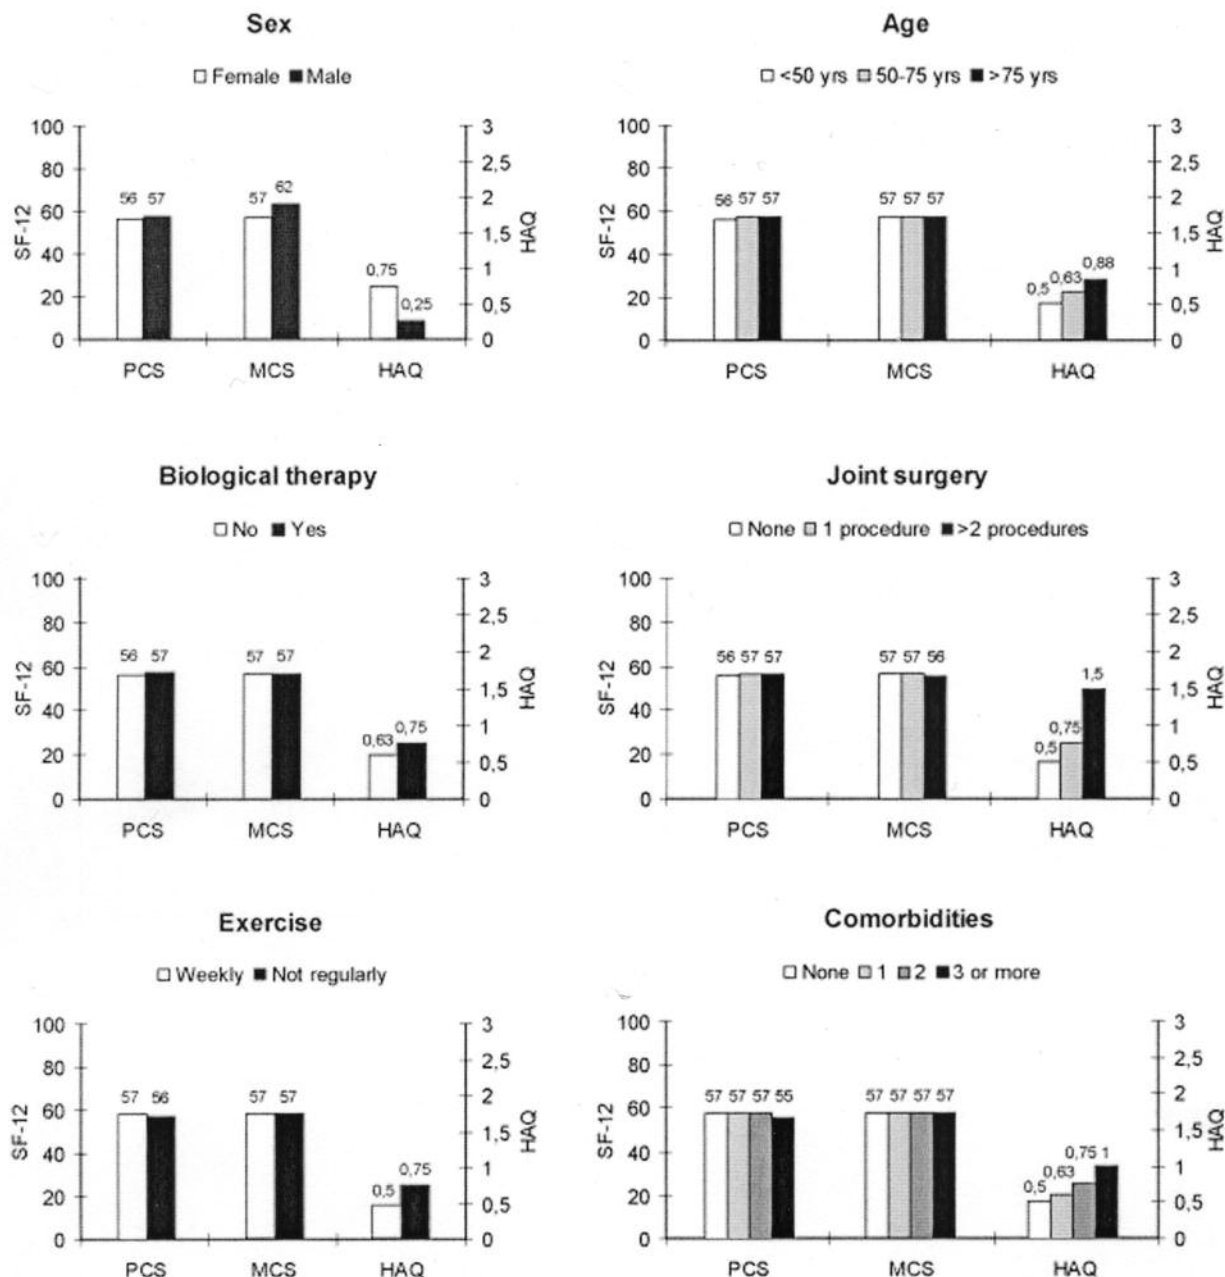 Sex
Female Male
100
80
60
40
20
0
SF-12
56 57
57 62
0,75
0,25
3
2,5
2
1,5
1
0,5
0
HAQ
PCS MCS HAQ
Age
<50 yrs 50-75 yrs >75 yrs
100
80
60
40
20
0
SF-12
56 57 57
57 57 57
0,5 0,63 0,88
3
2,5
2
1,5
1
0,5
0
HAQ
PCS MCS HAQ
Biological therapy
No Yes
100
80
60
40
20
0
SF-12
56 57
57 57
0,63 0,75
3
2,5
2
1,5
1
0,5
0
HAQ
PCS MCS HAQ
Joint surgery
None 1 procedure >2 procedures
100
80
60
40
20
0
SF-12
56 57 57
57 57 56
0,5 0,75 1,5
3
2,5
2
1,5
1
0,5
0
HAQ
PCS MCS HAQ
Exercise
Weekly Not regularly
100
80
60
40
20
0
SF-12
57 56
57 57
0,5 0,75
3
2,5
2
1,5
1
0,5
0
HAQ
PCS MCS HAQ
Comorbidities
None 1 2 3 or more
100
80
60
40
20
0
SF-12
57 57 57 55
57 57 57 57
0,5 0,63 0,75 1
3
2,5
2
1,5
1
0,5
0
HAQ
PCS MCS HAQ